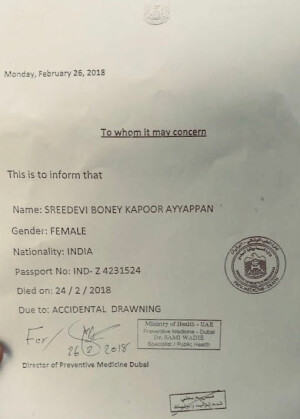 Monday, February 26, 2018
To whom it may concern
This is to inform that
Name: SREEDEVI BONEY KAPOOR AYYAPPAN
Gender: FEMALE
Nationality: INDIA
Passport No: IND- Z 4231524
Died on: 24 / 2 / 2018
Due to: ACCIDENTAL DRAWNING
For/
26/2/2018
Ministry of Health - UAE
Preventive Medicine - Dubai
Dr. SAMI WADIE
Specialist / Public Health
Director of Preventive Medicine Dubai